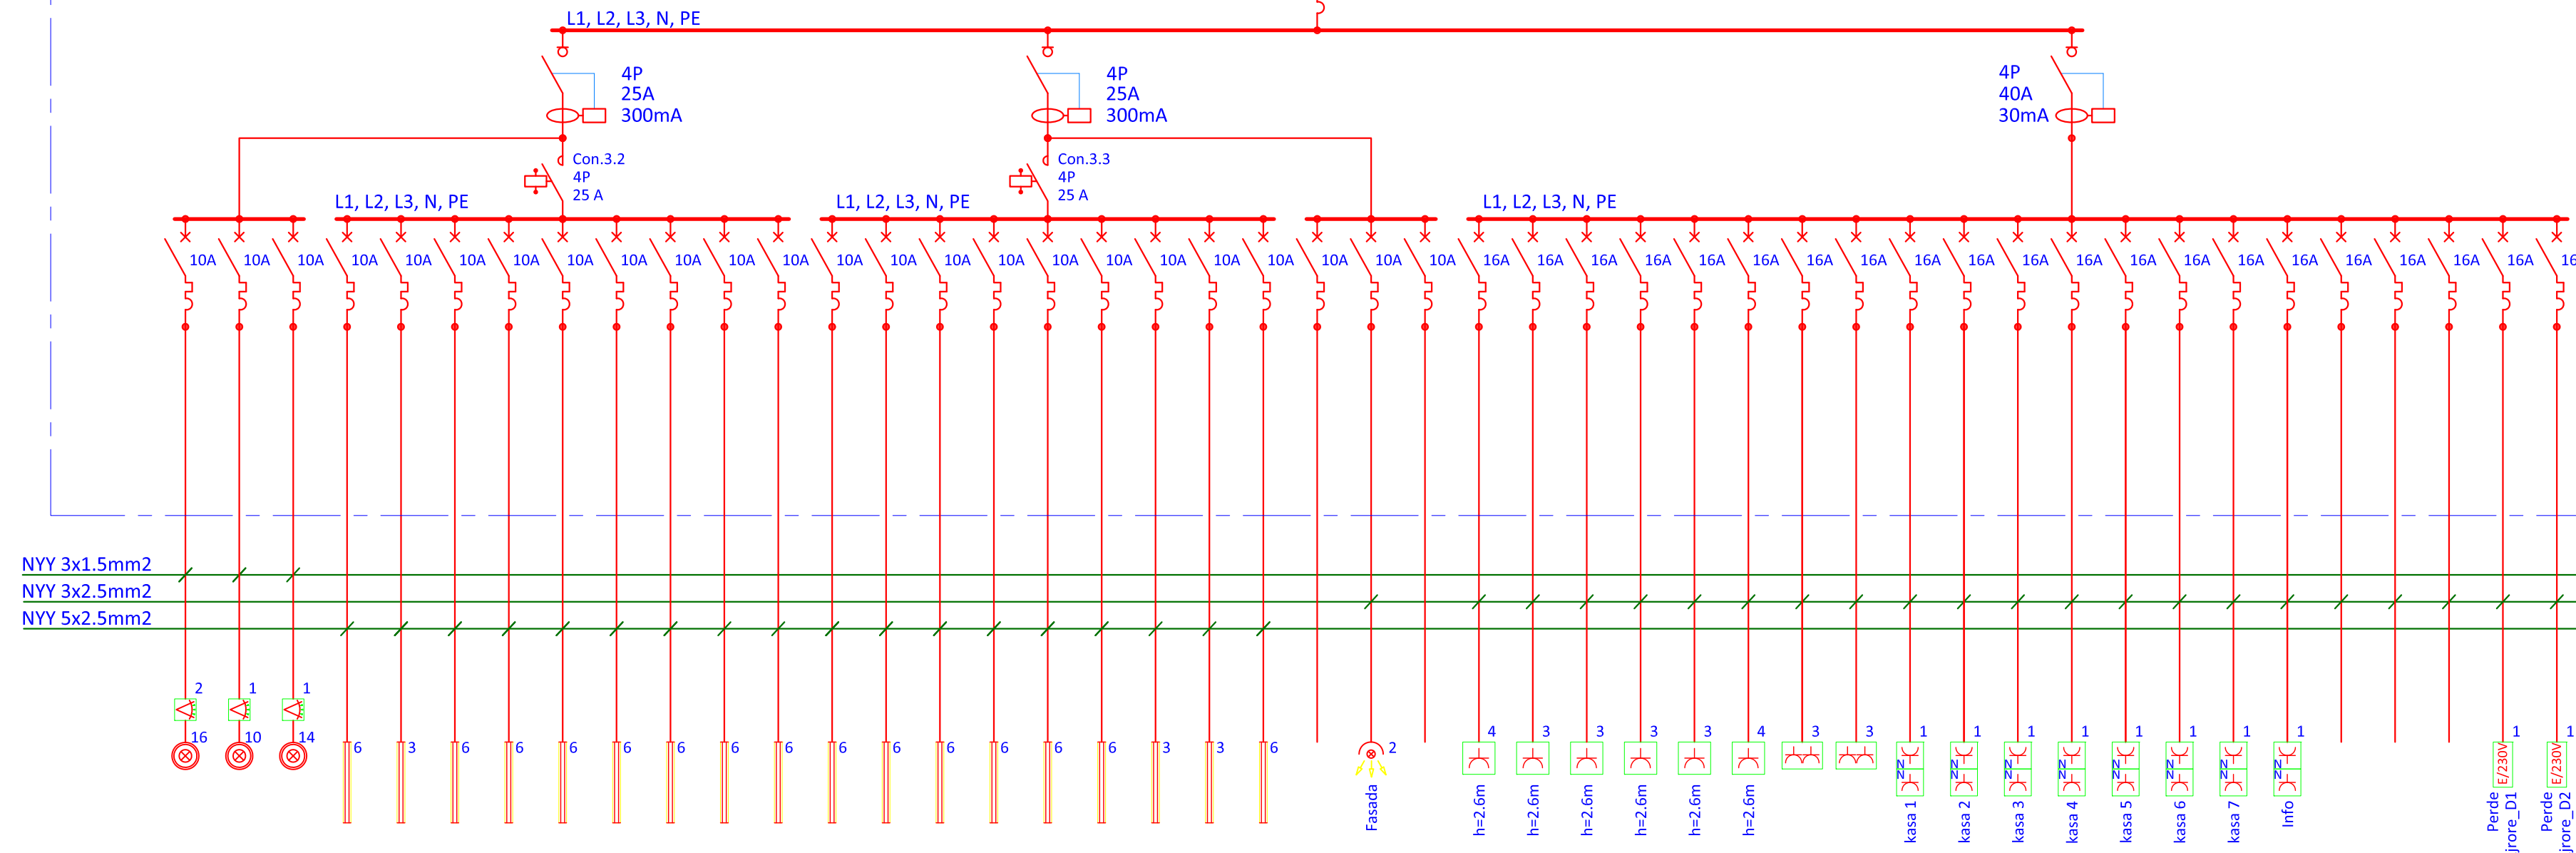 L1, L2, L3, N, PE
4P
25A
300mA
4P
25A
300mA
4P
40A
30mA
Con.3.2
4P
25 A
Con.3.3
4P
25 A
L1, L2, L3, N, PE
L1, L2, L3, N, PE
L1, L2, L3, N, PE
10A 10A 10A 10A 10A 10A 10A 10A 10A 10A 10A 10A 10A 10A 10A 10A 10A 10A 10A 10A 10A 10A 10A 10A 16A 16A 16A 16A 16A 16A 16A 16A 16A 16A 16A 16A 16A 16A 16A 16A 16A 16A 16A 16A 16
NYY 3x1.5mm2
NYY 3x2.5mm2
NYY 5x2.5mm2
2 1 1
16 10 14
6 3 6 6 6 6 6 6 6 6 6 6 6 6 6 3 3 6
2
4 3 3 3 3 4 3 3 1 1 1 1 1 1 1 1 1 1
Fasada
h=2.6m
h=2.6m
h=2.6m
h=2.6m
h=2.6m
h=2.6m
kasa 1
kasa 2
kasa 3
kasa 4
kasa 5
kasa 6
kasa 7
Info
E/230V
Perde
jrore_D1
E/230V
Perde
jrore_D2